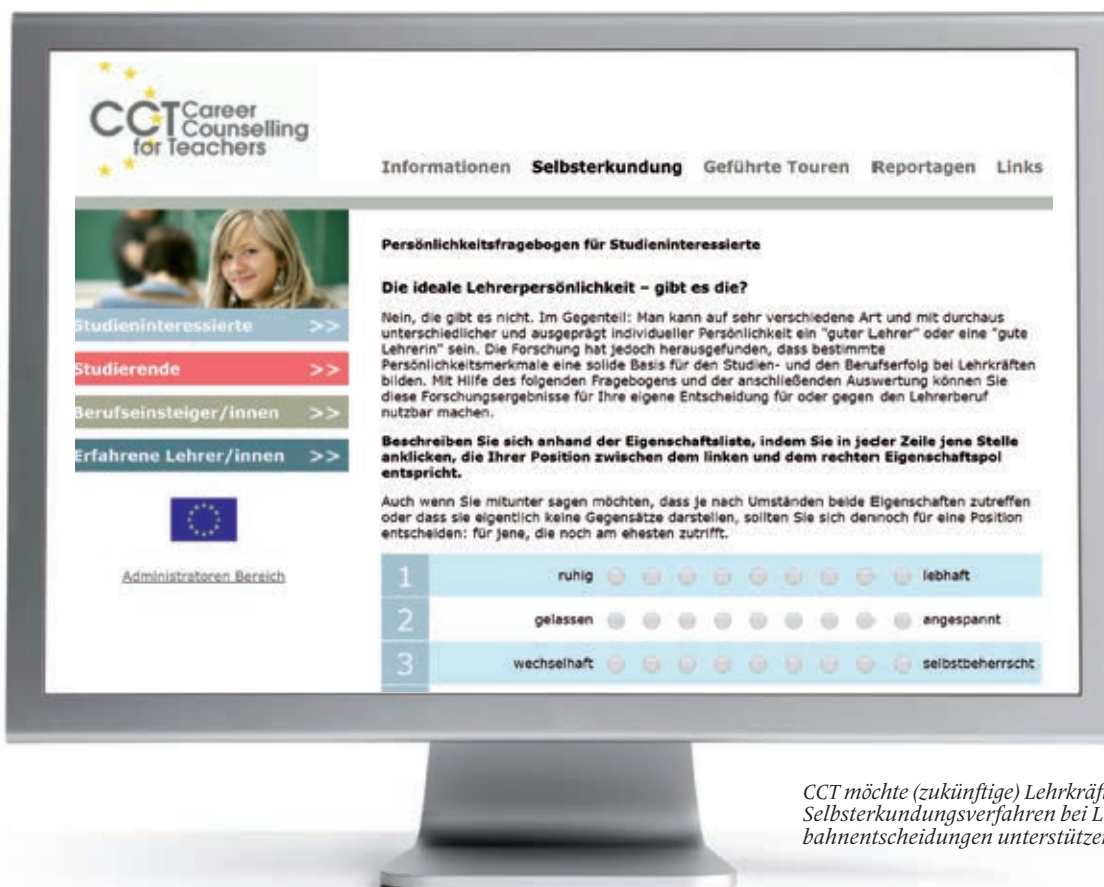 CCT Career
Counselling
for Teachers
Informationen Selbsterkundung Geführte Touren Reportagen Links
Studieninteressierte >>
Studierende >>
Berufseinsteiger/innen >>
Erfahrene Lehrer/innen >>
Administratoren Bereich
Persönlichkeitsfragebogen für Studieninteressierte
Die ideale Lehrerpersönlichkeit – gibt es die?
Nein, die gibt es nicht. Im Gegenteil: Man kann auf sehr verschiedene Art und mit durchaus
unterschiedlicher und ausgeprägt individueller Persönlichkeit ein "guter Lehrer" oder eine "gute
Lehrerin" sein. Die Forschung hat jedoch herausgefunden, dass bestimmte
Persönlichkeitsmerkmale eine solide Basis für den Studien- und den Berufserfolg bei Lehrkräften
bilden. Mit Hilfe des folgenden Fragebogens und der anschließenden Auswertung können Sie
diese Forschungsergebnisse für Ihre eigene Entscheidung für oder gegen den Lehrerberuf
nutzbar machen.
Beschreiben Sie sich anhand der Eigenschaftsliste, indem Sie in jeder Zeile jene Stelle
anklicken, die Ihrer Position zwischen dem linken und dem rechten Eigenschaftspol
entspricht.
Auch wenn Sie mitunter sagen möchten, dass je nach Umständen beide Eigenschaften zutreffen
oder dass sie eigentlich keine Gegensätze darstellen, sollten Sie sich dennoch für eine Position
entscheiden: für jene, die noch am ehesten zutrifft.
1 ruhig lebhaft
2 gelassen angespannt
3 wechselhaft selbstbeherrscht
CCT möchte (zukünftige) Lehrkräf
Selbsterkundungsverfahren bei L
bahnentscheidungen unterstütze